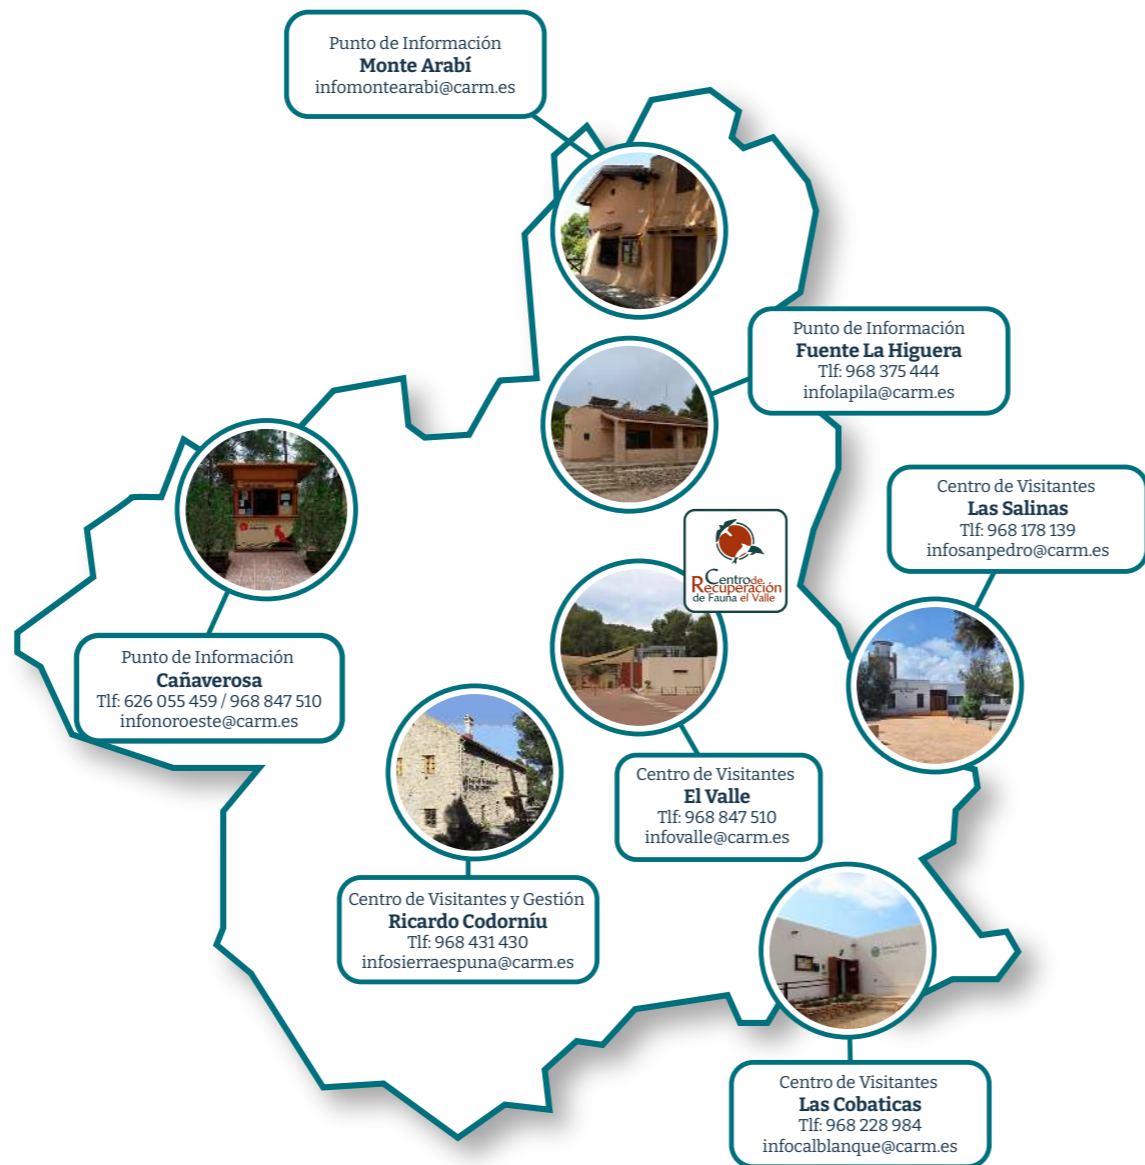 Punto de Información
Monte Arabí
infomontearabi@carm.es
Punto de Información
Fuente La Higuera
Tlf: 968 375 444
infolapila@carm.es
Centro de Visitantes
Las Salinas
Tlf: 968 178 139
infosanpedro@carm.es
Centro de
Recuperación
de Fauna el Valle
Punto de Información
Cañaverosa
Tlf: 626 055 459 / 968 847 510
infonoroeste@carm.es
Centro de Visitantes
El Valle
Tlf: 968 847 510
infovalle@carm.es
Centro de Visitantes y Gestión
Ricardo Codorníu
Tlf: 968 431 430
infosierraespuna@carm.es
Centro de Visitantes
Las Cobaticas
Tlf: 968 228 984
infocalblanque@carm.es